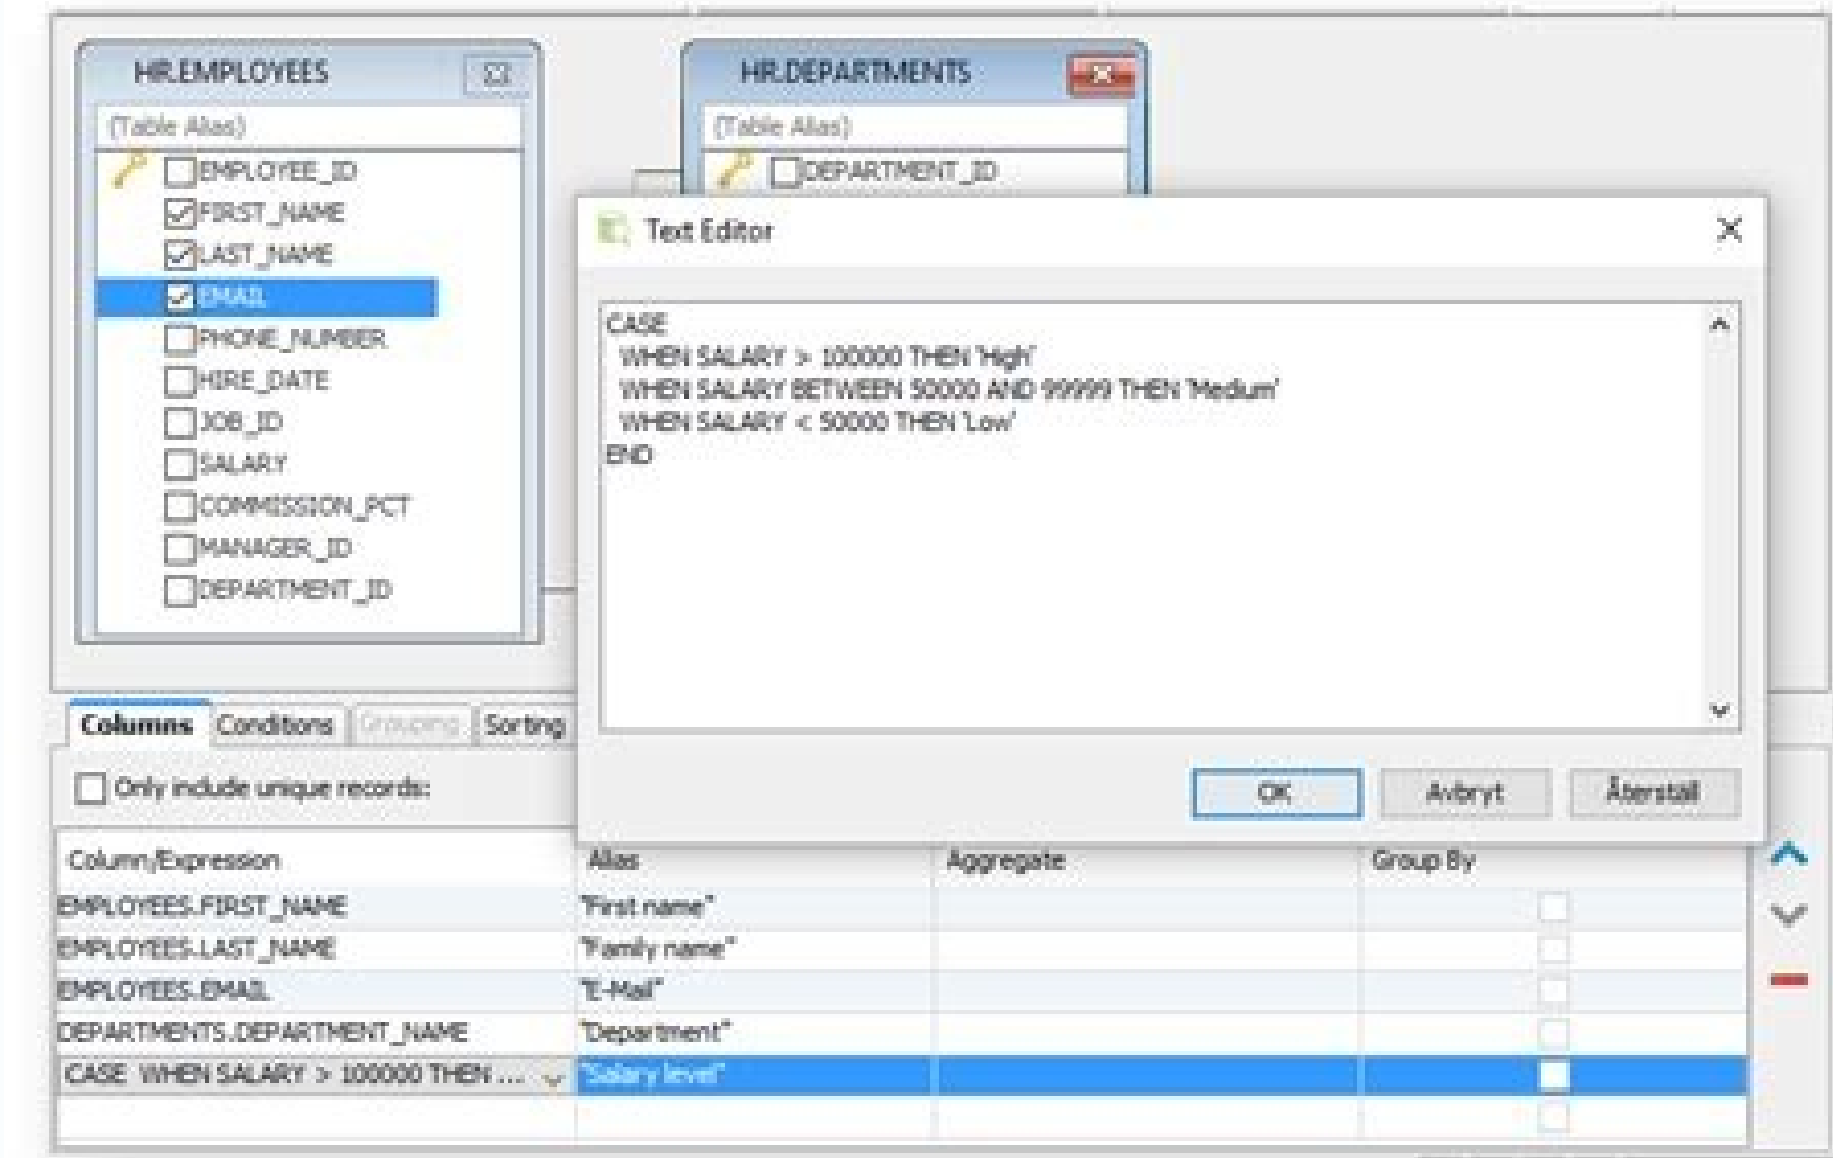 HR.EMPLOYEES
(Table Alias)
EMPLOYEE_ID
FIRST_NAME
LAST_NAME
EMAIL
PHONE_NUMBER
HIRE_DATE
JOB_ID
SALARY
COMMISSION_PCT
MANAGER_ID
DEPARTMENT_ID
HR.DEPARTMENTS
(Table Alias)
DEPARTMENT_ID
Text Editor
CASE
WHEN SALARY > 100000 THEN 'High'
WHEN SALARY BETWEEN 50000 AND 99999 THEN 'Medium'
WHEN SALARY < 50000 THEN 'Low'
END
OK
Avbryt
Återställ
Columns Conditions Grouping Sorting
Only include unique records:
Column/Expression Alias Aggregate Group By
EMPLOYEES.FIRST_NAME "First name"
EMPLOYEES.LAST_NAME "Family name"
EMPLOYEES.EMAIL "E-Mail"
DEPARTMENTS.DEPARTMENT_NAME "Department"
CASE WHEN SALARY > 100000 THEN ... "Salary level"